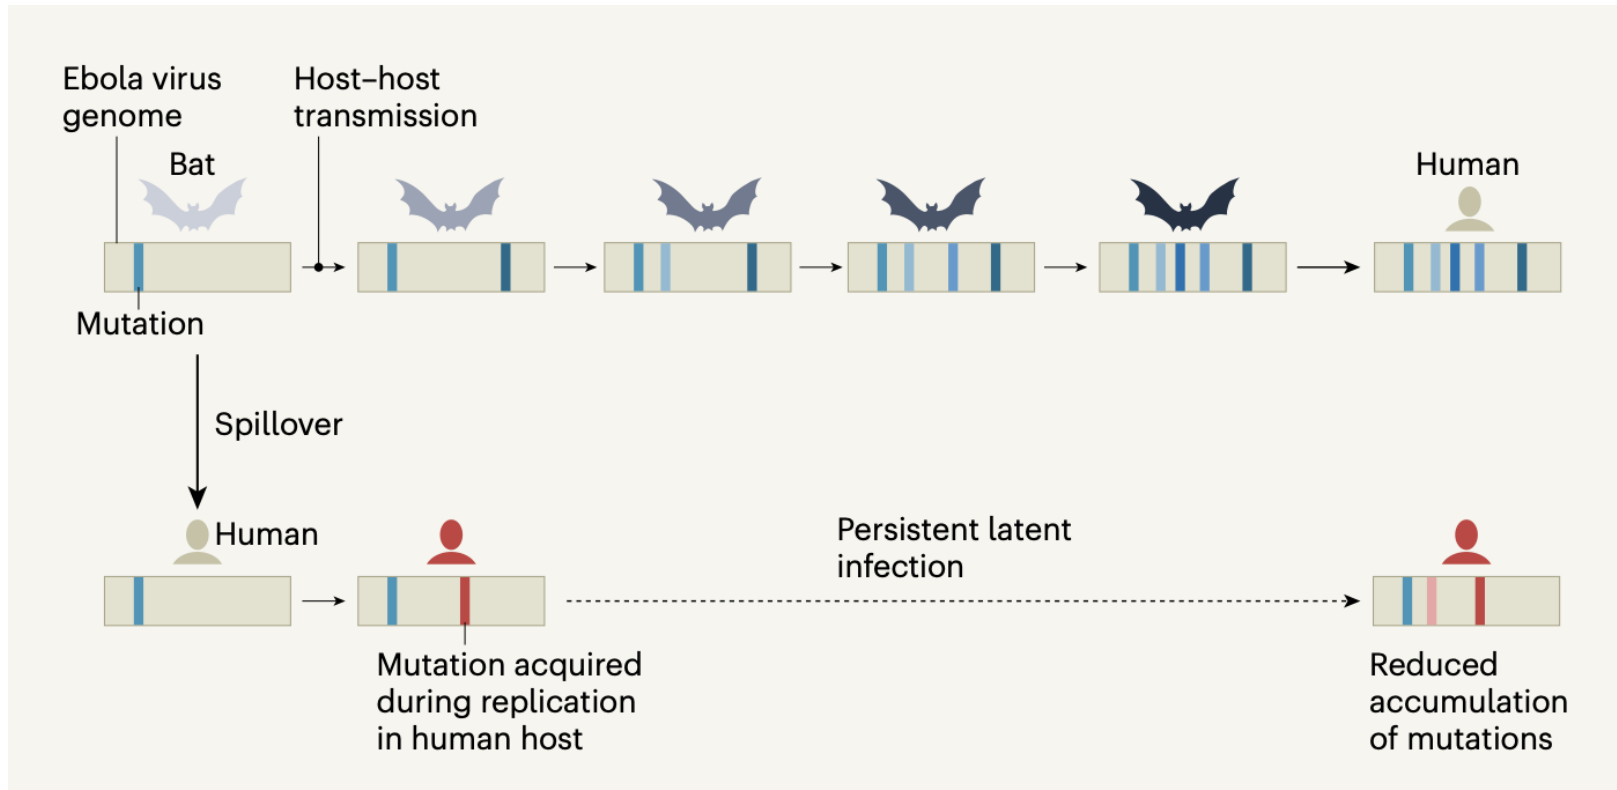 Ebola virus
genome
Host–host
transmission
Bat
Human
Mutation
Spillover
Human
Persistent latent
infection
Mutation acquired
during replication
in human host
Reduced
accumulation
of mutations